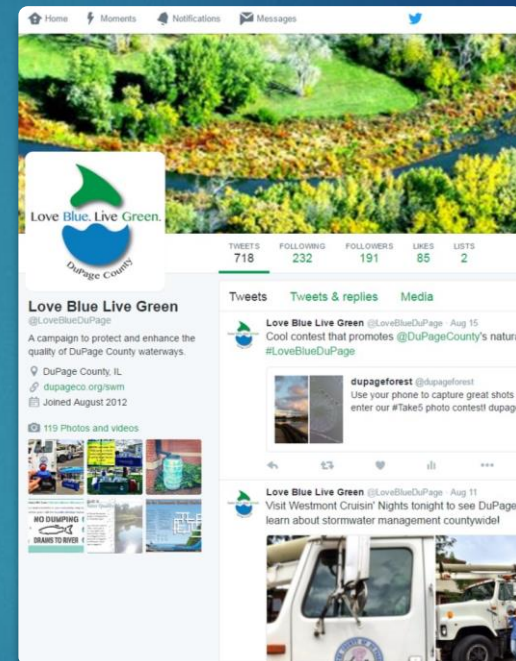 Home Moments Notifications Messages
Love Blue. Live Green.
DuPage County
TWEETS FOLLOWING FOLLOWERS LIKES LISTS
718 232 191 85 2
Love Blue Live Green
@LoveBlueDuPage
A campaign to protect and enhance the
quality of DuPage County waterways.
DuPage County, IL
dupageco.org/swm
Joined August 2012
119 Photos and videos
NO DUMPING
DRAINS TO RIVER
Tweets Tweets & replies Media
Love Blue Live Green @LoveBlueDuPage · Aug 15
Cool contest that promotes @DuPageCounty's natur
#LoveBlueDuPage
dupageforest @dupageforest
Use your phone to capture great shots
enter our #Take5 photo contest! dupag
Love Blue Live Green @LoveBlueDuPage · Aug 11
Visit Westmont Cruisin' Nights tonight to see DuPage
learn about stormwater management countywide!